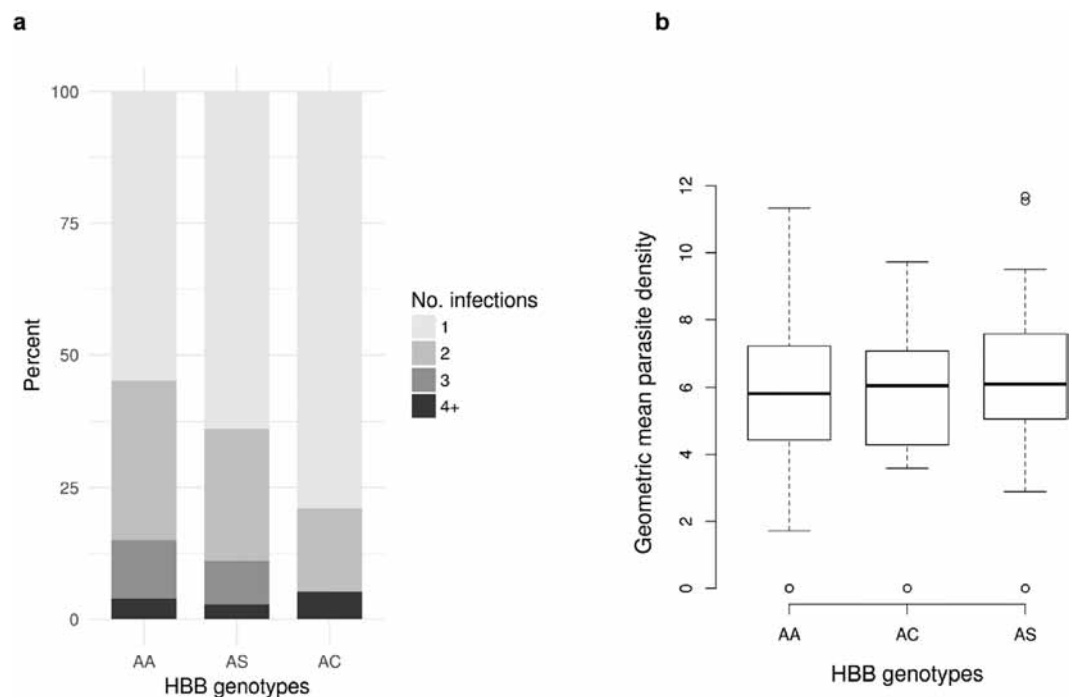 a
100
75
50
25
0
Percent
AA AS AC
HBB genotypes
No. infections
1
2
3
4+
b
12
10
8
6
4
2
0
Geometric mean parasite density
AA AC AS
HBB genotypes